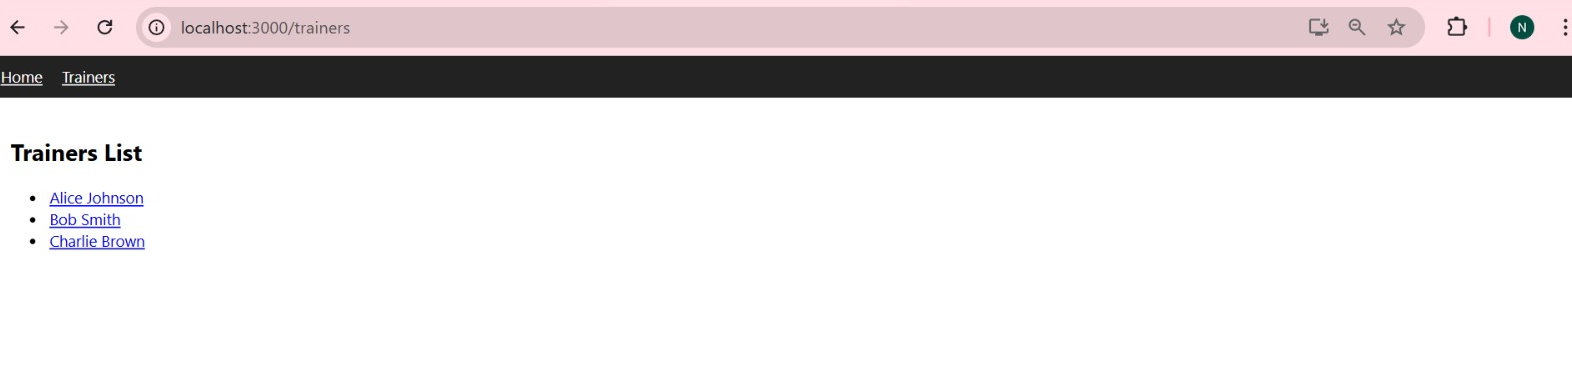 localhost:3000/trainers
N
Home Trainers
Trainers List
Alice Johnson
Bob Smith
Charlie Brown